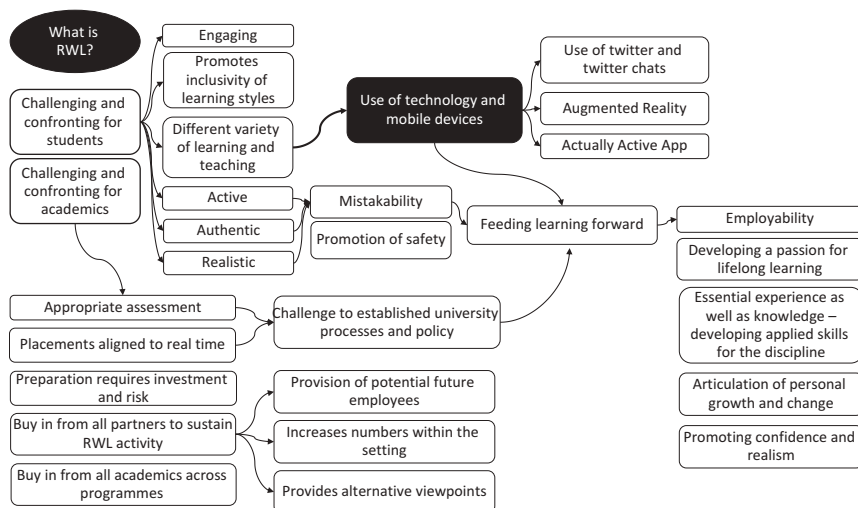 What is
RWL?
Challenging and
confronting for
students
Challenging and
confronting for
academics
Engaging
Promotes
inclusivity of
learning styles
Different variety
of learning and
teaching
Active
Authentic
Realistic
Use of technology and
mobile devices
Use of twitter and
twitter chats
Augmented Reality
Actually Active App
Mistakability
Promotion of safety
Feeding learning forward
Employability
Developing a passion for
lifelong learning
Essential experience as
well as knowledge –
developing applied skills
for the discipline
Articulation of personal
growth and change
Promoting confidence and
realism
Appropriate assessment
Placements aligned to real time
Challenge to established university
processes and policy
Preparation requires investment
and risk
Buy in from all partners to sustain
RWL activity
Buy in from all academics across
programmes
Provision of potential future
employees
Increases numbers within the
setting
Provides alternative viewpoints